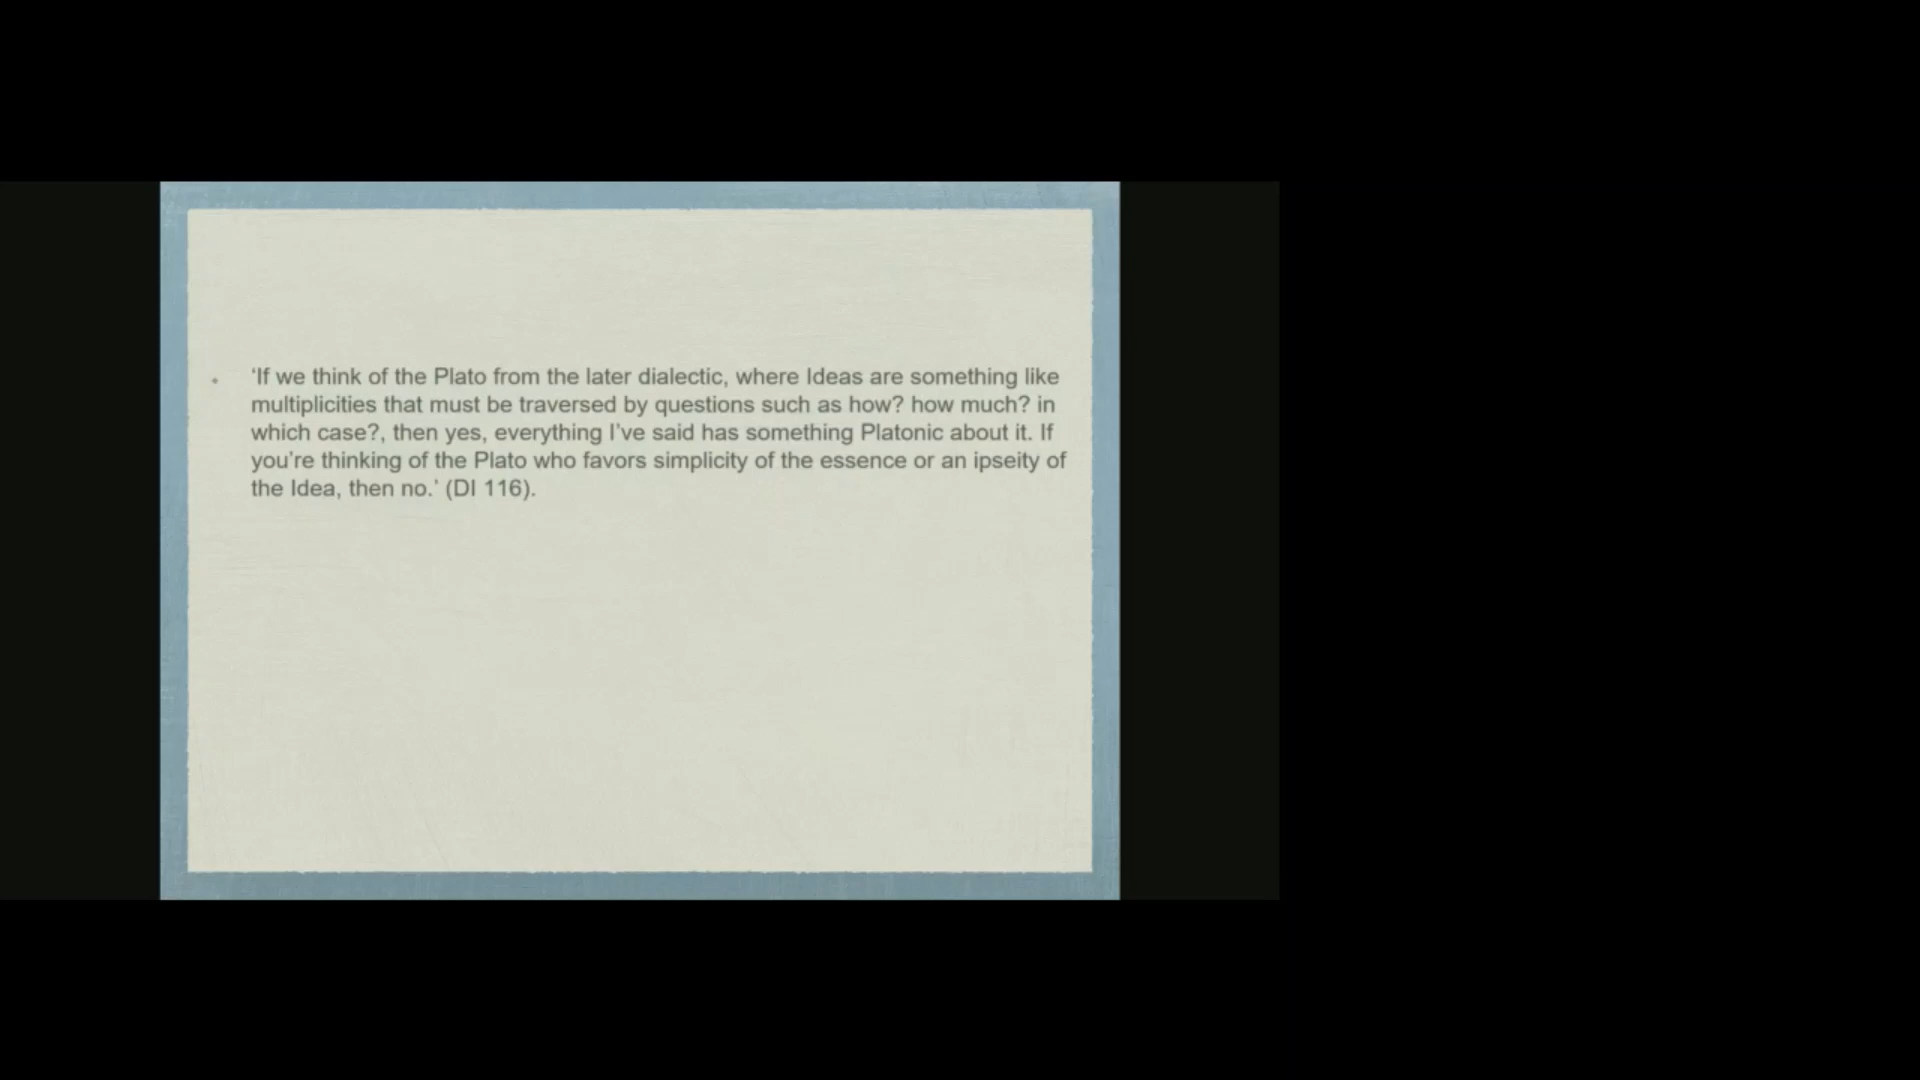 ‘If we think of the Plato from the later dialectic, where Ideas are something like
multiplicities that must be traversed by questions such as how? how much? in
which case?, then yes, everything I’ve said has something Platonic about it. If
you’re thinking of the Plato who favors simplicity of the essence or an ipseity of
the Idea, then no.’ (DI 116).